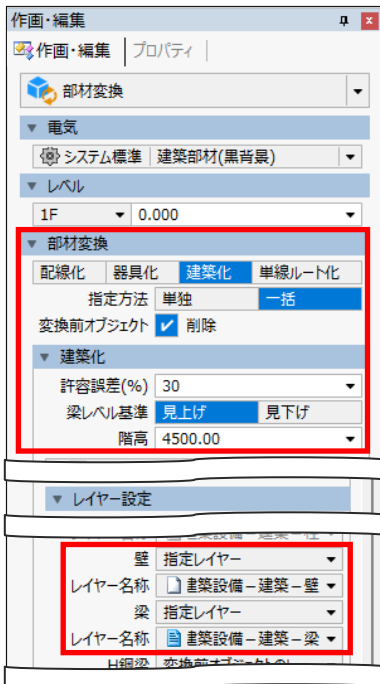 作画・編集
作画・編集 プロパティ
部材変換
電気
システム標準 建築部材(黒背景)
レベル
1F 0.000
部材変換
配線化 器具化 建築化 単線ルート化
指定方法 単独 一括
変換前オブジェクト 削除
建築化
許容誤差(%) 30
梁レベル基準 見上げ 見下げ
階高 4500.00
レイヤー設定
壁 指定レイヤー
レイヤー名称 建築設備-建築-壁
梁 指定レイヤー
レイヤー名称 建築設備-建築-梁
H鋼梁